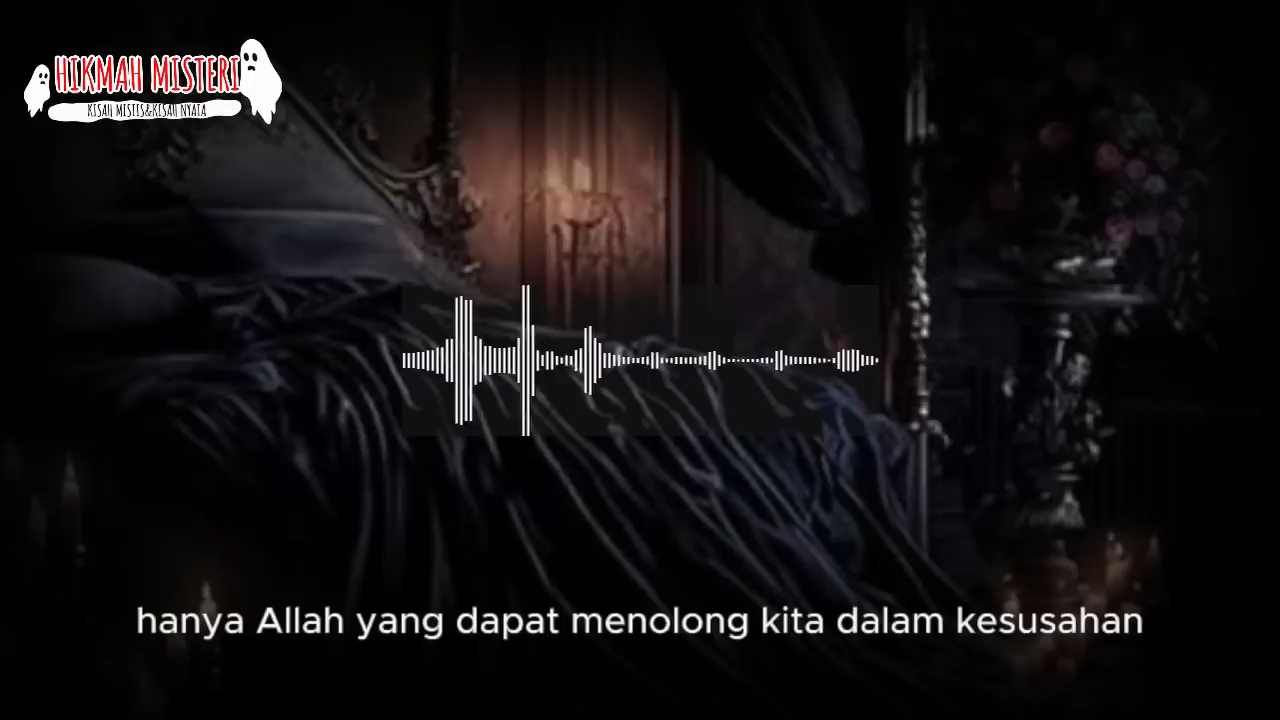 HIKMAH MISTERI
KISAH MISTIS&KISAH NYATA
hanya Allah yang dapat menolong kita dalam kesusahan